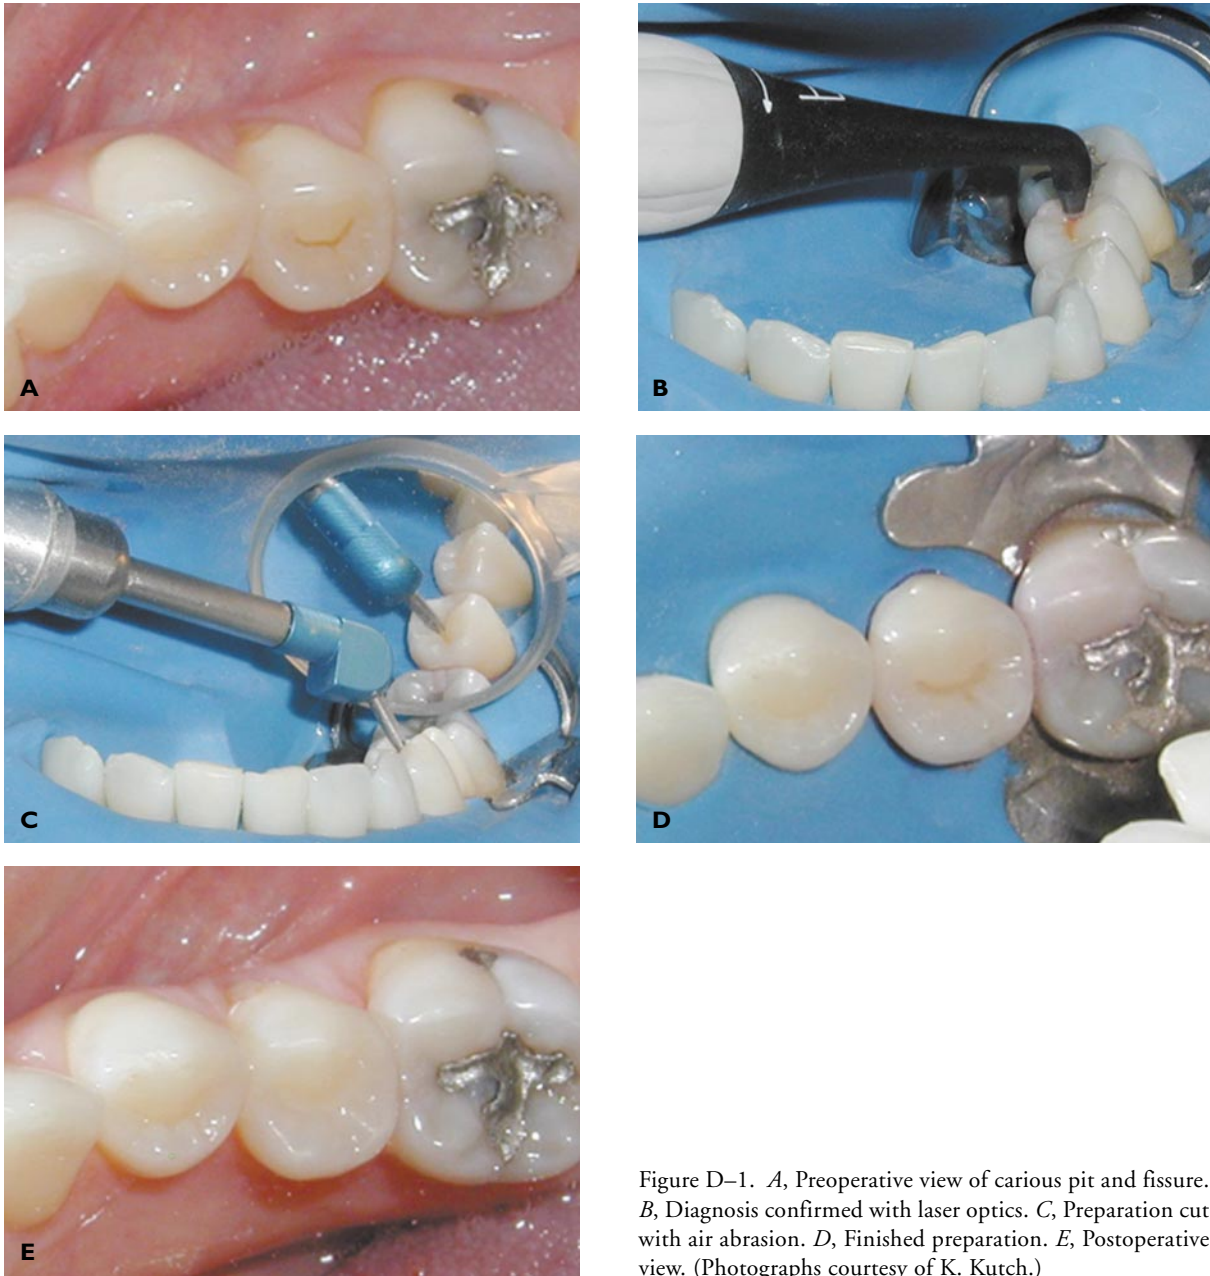 A
B
C
D
E
Figure D–1. A, Preoperative view of carious pit and fissure.
B, Diagnosis confirmed with laser optics. C, Preparation cut
with air abrasion. D, Finished preparation. E, Postoperative
view. (Photographs courtesy of K. Kutch.)